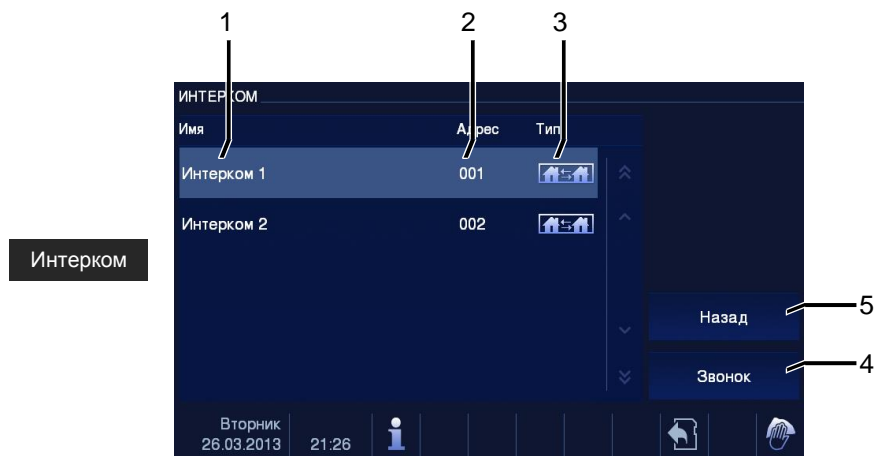 1 2 3
ИНТЕРКОМ
Имя Адрес Тип
Интерком 1 001
Интерком 2 002
Интерком
Назад 5
Звонок 4
Вторник
26.03.2013 21:26